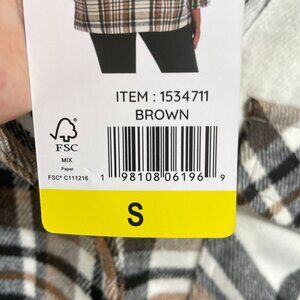 ITEM : 1534711
BROWN
FSC
MIX
Paper
FSC® C111216
1 98108 06196 9
S